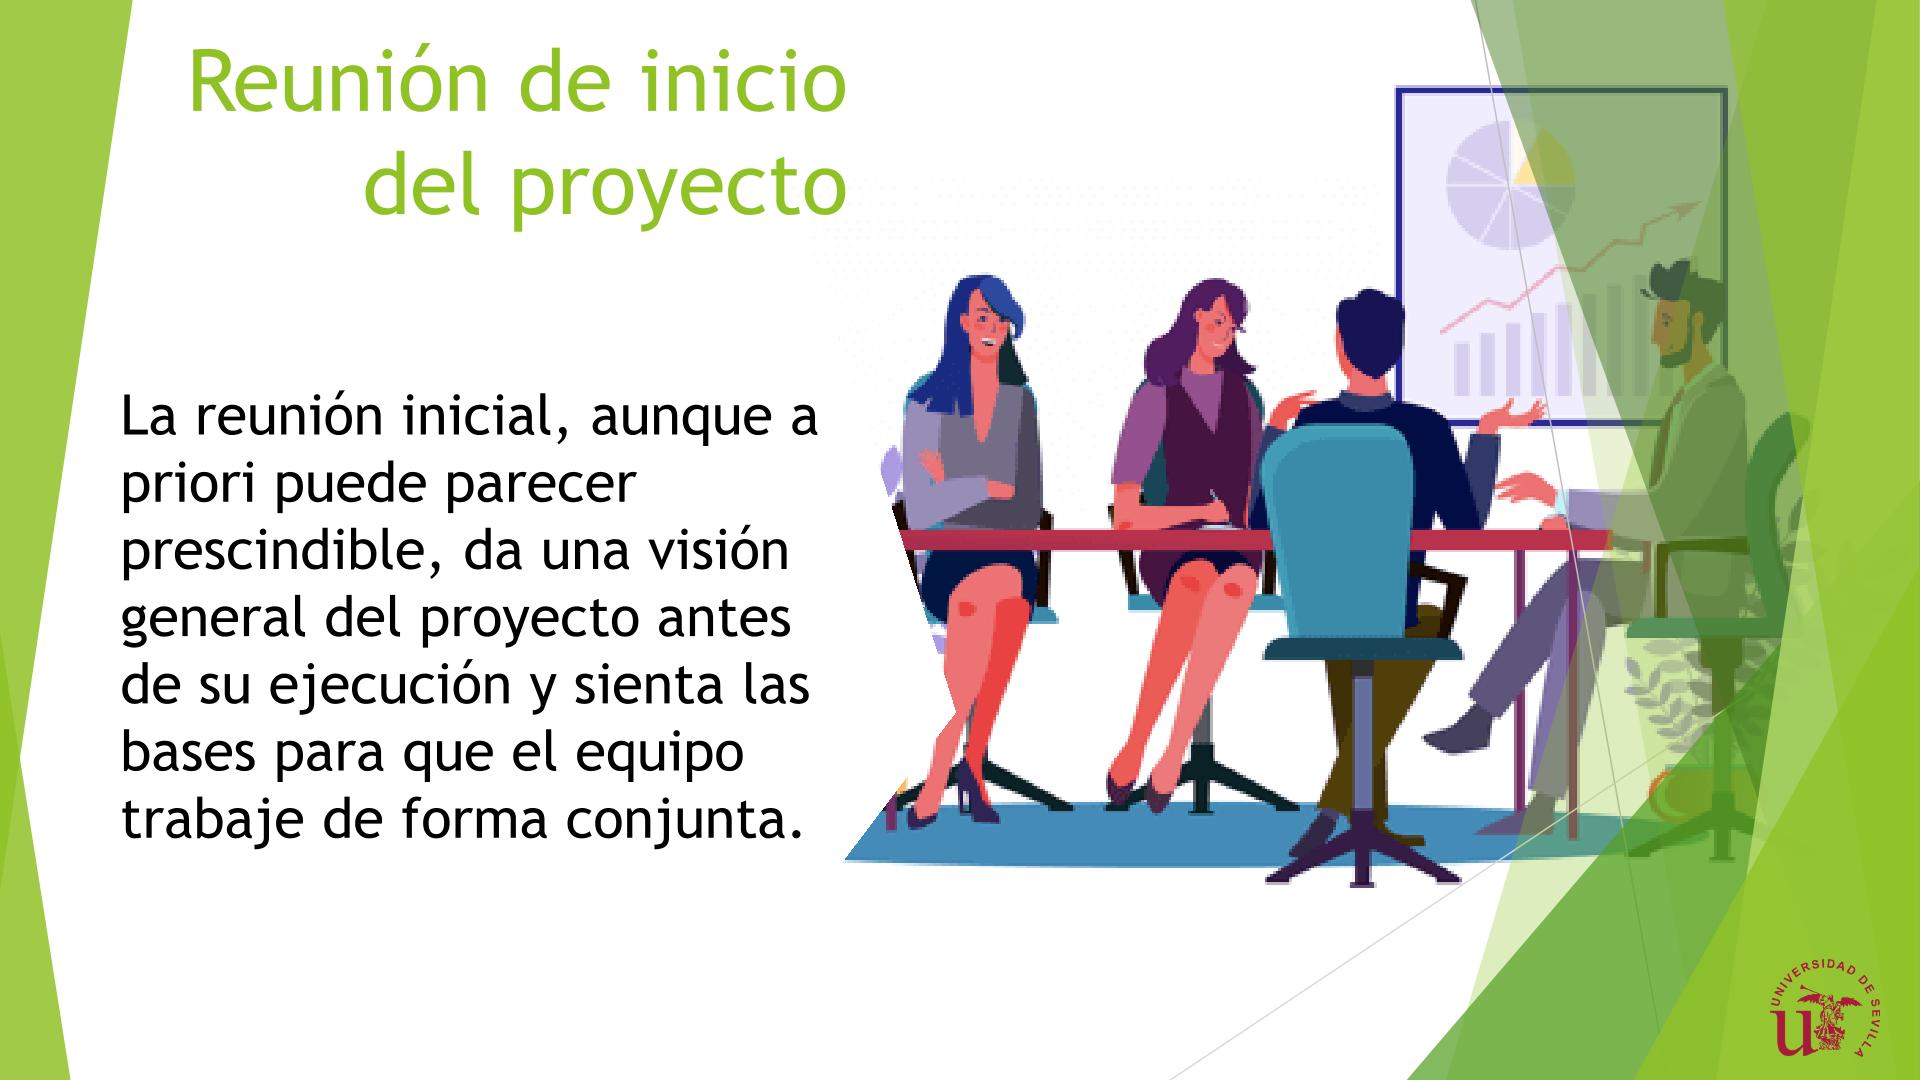 Reunión de inicio
del proyecto
La reunión inicial, aunque a
priori puede parecer
prescindible, da una visión
general del proyecto antes
de su ejecución y sienta las
bases para que el equipo
trabaje de forma conjunta.
UNIVERSIDAD DE SEVILLA
u